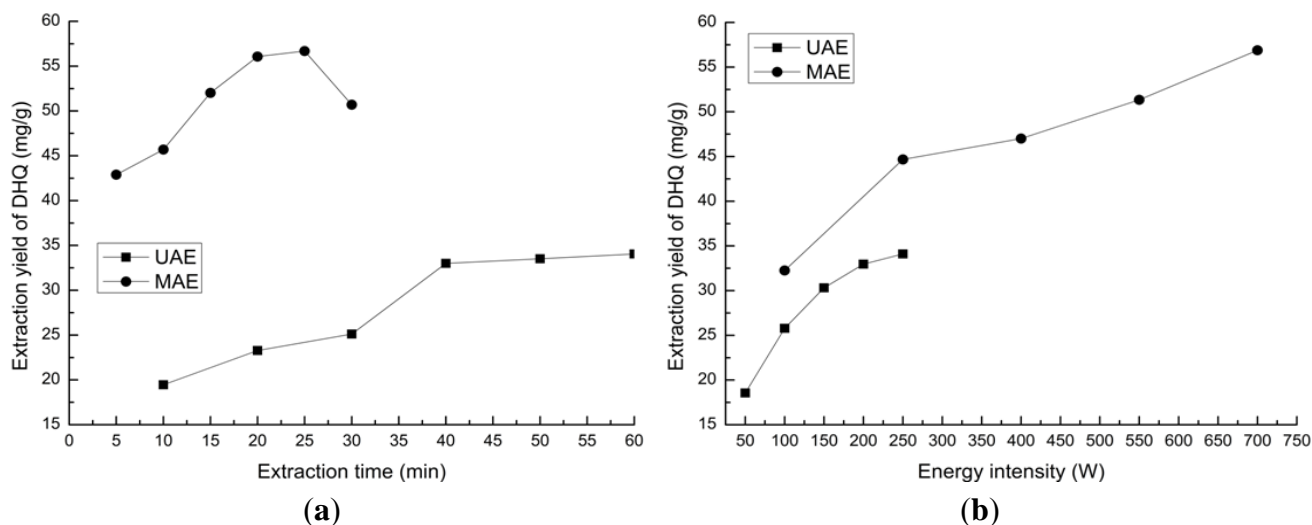 60
55
50
45
40
35
30
25
20
15
Extraction yield of DHQ (mg/g)
UAE
MAE
0 5 10 15 20 25 30 35 40 45 50 55 60
Extraction time (min)
(a)
60
55
50
45
40
35
30
25
20
15
Extraction yield of DHQ (mg/g)
UAE
MAE
50 100 150 200 250 300 350 400 450 500 550 600 650 700 750
Energy intensity (W)
(b)